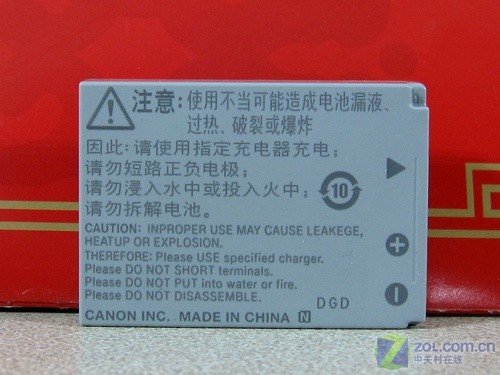 注意: 使用不当可能造成电池漏液、
过热、破裂或爆炸
因此: 请使用指定充电器充电;
请勿短路正负电极;
请勿浸入水中或投入火中;
请勿拆解电池。
10
CAUTION: INPROPER USE MAY CAUSE LEAKEGE,
HEATUP OR EXPLOSION.
THEREFORE: Please USE specified charger.
Please DO NOT SHORT terminals.
Please DO NOT PUT into water or fire.
Please DO NOT DISASSEMBLE.
DGD
CANON INC. MADE IN CHINA N
ZOL.COM.CN
中关村在线